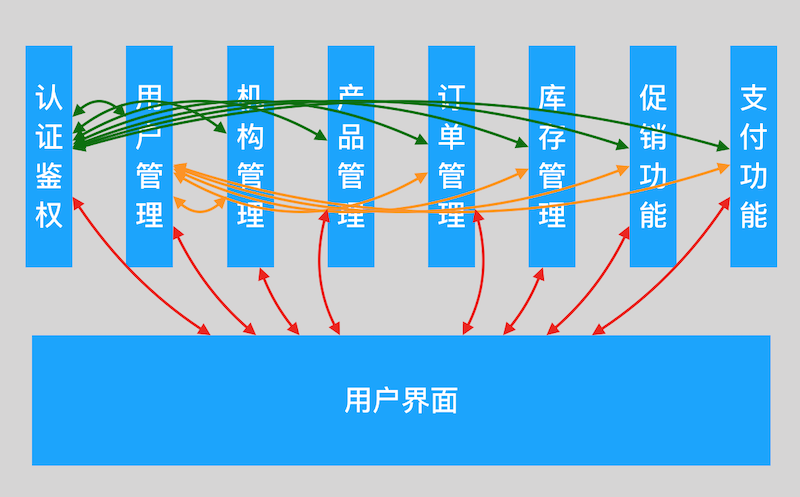 认证鉴权
用户管理
机构管理
产品管理
订单管理
库存管理
促销功能
支付功能
用户界面